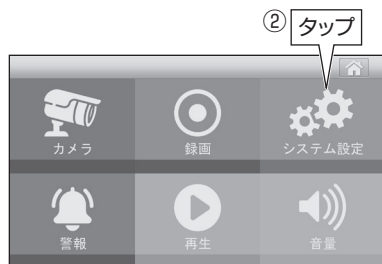 ② タップ
カメラ
録画
システム設定
警報
再生
音量